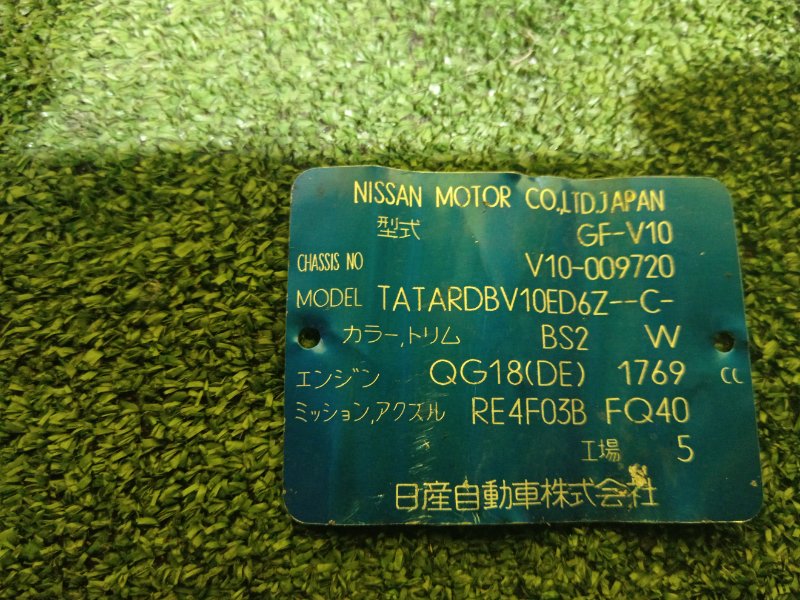 NISSAN MOTOR CO.,LTD.JAPAN
型式 GF-V10
CHASSIS NO V10-009720
MODEL TATARDBV10ED6Z--C-
カラー,トリム BS2 W
エンジン QG18(DE) 1769 CC
ミッション,アクスル RE4F03B FQ40
工場 5
日産自動車株式会社